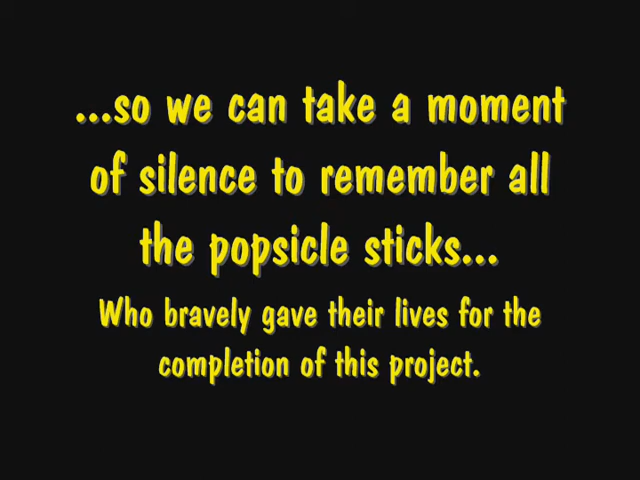 ...so we can take a moment
of silence to remember all
the popsicle sticks...
Who bravely gave their lives for the
completion of this project.